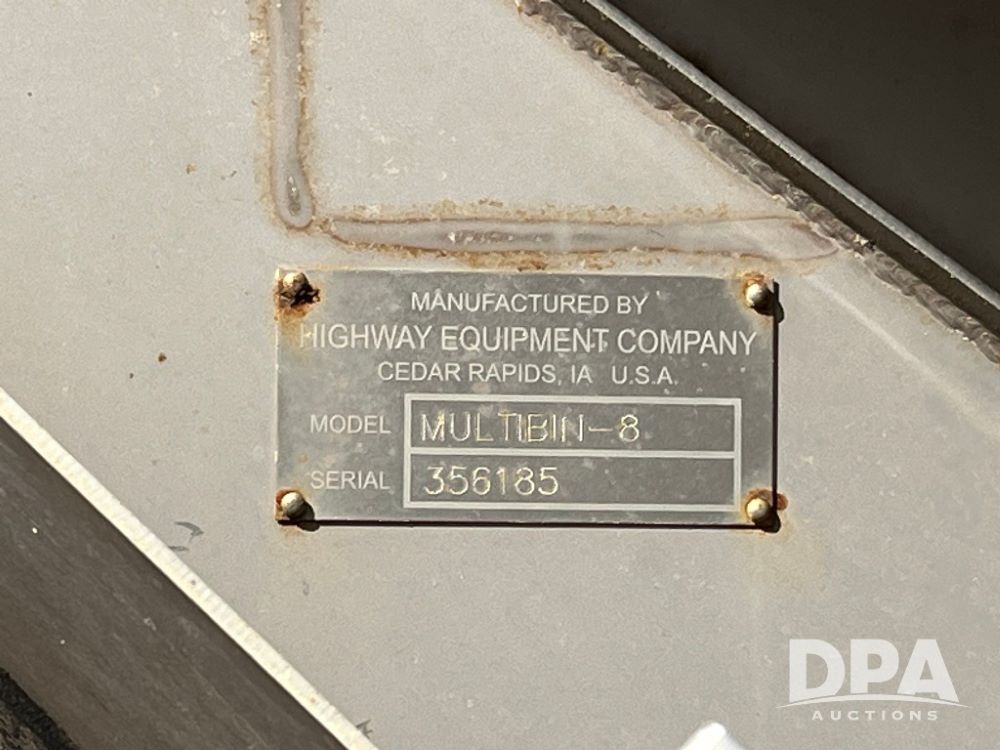 MANUFACTURED BY
HIGHWAY EQUIPMENT COMPANY
CEDAR RAPIDS, IA U.S.A.
MODEL MULTIBIN-8
SERIAL 356185
DPA
AUCTIONS